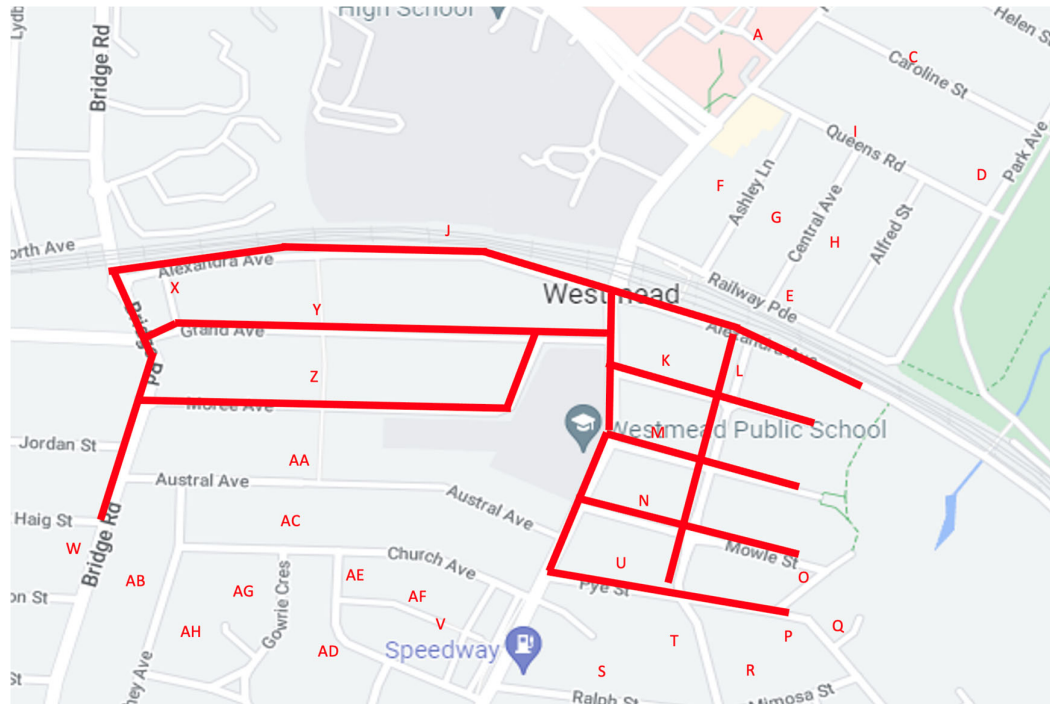 High School
Lydb
Bridge Rd
A
Helen St
C
Caroline St
I
Queens Rd
Park Ave
D
F
Ashley Ln
G
Central Ave
H
Alfred St
J
orth Ave
Alexandra Ave
X
Railway Pde
E
Westmead
Y
Bridge Rd
Grand Ave
Alexandra Ave
K
L
Z
Moree Ave
Westmead Public School
M
Jordan St
AA
Austral Ave
N
Haig St
AC
Austral Ave
W
Bridge Rd
Mowle St
Church Ave
U
O
AE
Pye St
AB
AG
Gowrie Cres
AF
on St
V
Q
P
T
AH
AD
Speedway
S
R
St
ney Ave
Ralph St
Mimosa St